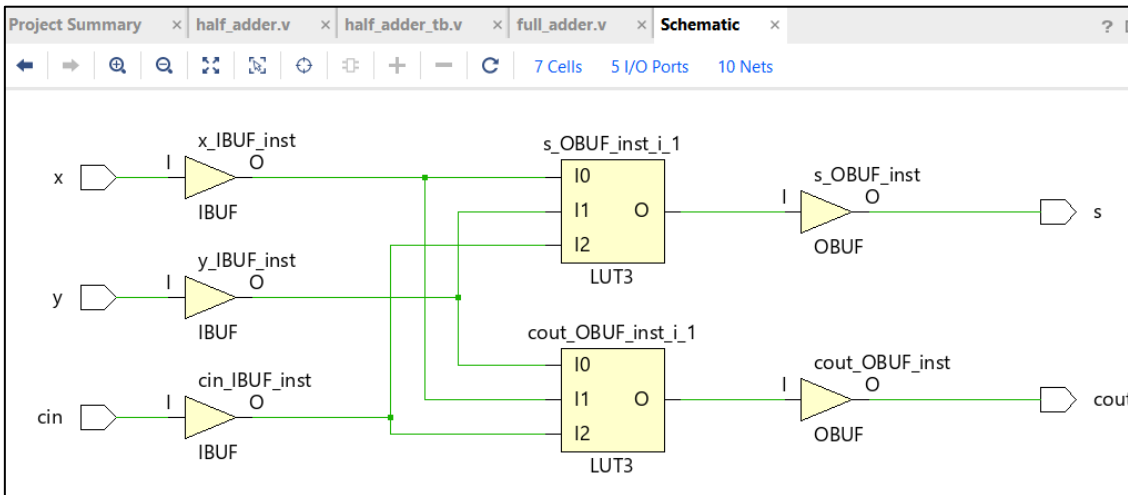 Project Summary × half_adder.v × half_adder_tb.v × full_adder.v × Schematic × ?
7 Cells 5 I/O Ports 10 Nets
x_IBUF_inst
I O
x
IBUF
y_IBUF_inst
I O
y
IBUF
cin_IBUF_inst
I O
cin
IBUF
s_OBUF_inst_i_1
I0
I1 O
I2
LUT3
cout_OBUF_inst_i_1
I0
I1 O
I2
LUT3
s_OBUF_inst
I O
s
OBUF
cout_OBUF_inst
I O
cout
OBUF